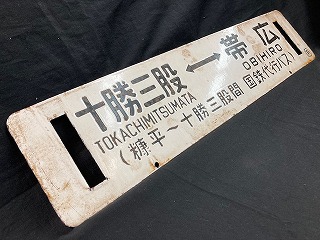 十勝三股 ↔ 帯広
TOKACHIMITSUMATA OBIHIRO
(糠平〜十勝三股間 国鉄代行バス)